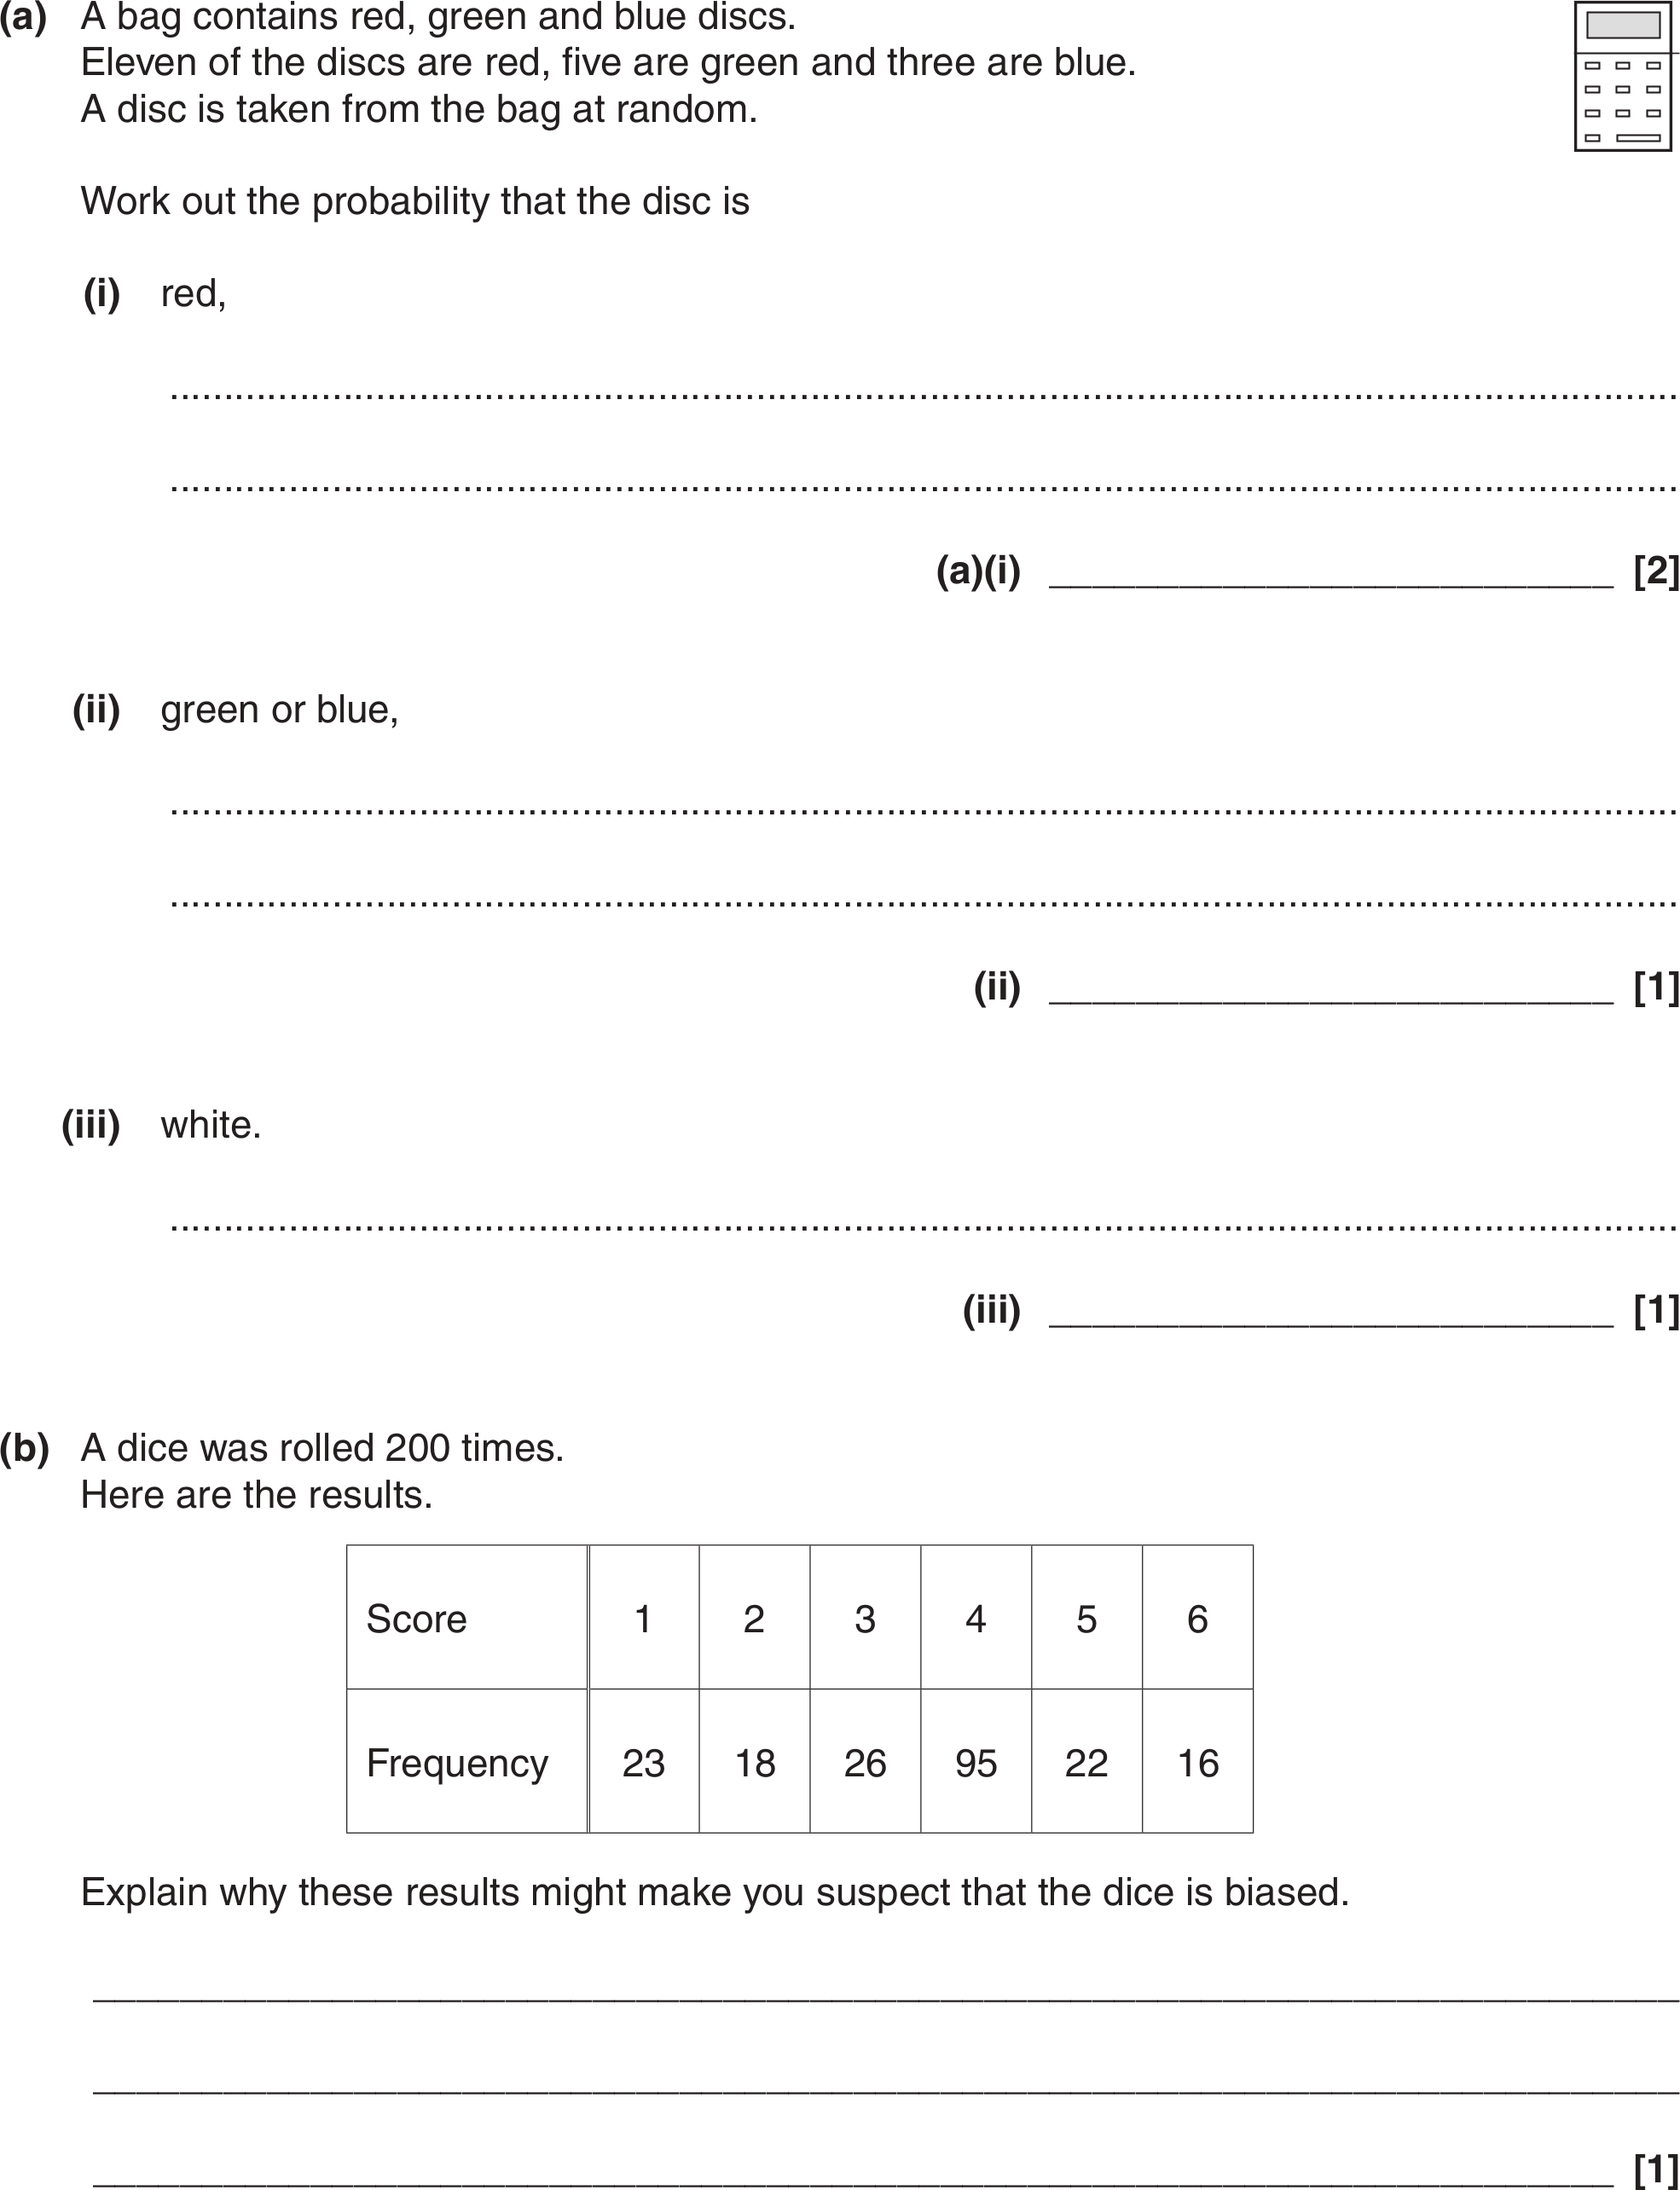 (a) A bag contains red, green and blue discs.
Eleven of the discs are red, five are green and three are blue.
A disc is taken from the bag at random.
Work out the probability that the disc is
(i) red,
(a)(i) [2]
(ii) green or blue,
(ii) [1]
(iii) white.
(iii) [1]
(b) A dice was rolled 200 times.
Here are the results.
Score 1 2 3 4 5 6
Frequency 23 18 26 95 22 16
Explain why these results might make you suspect that the dice is biased.
[1]